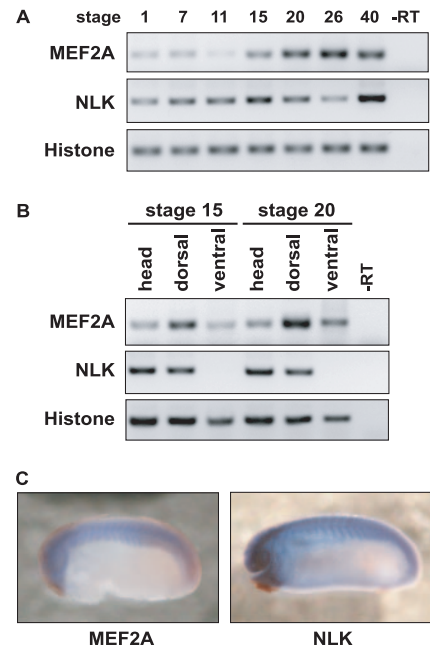 A stage 1 7 11 15 20 26 40 -RT
MEF2A
NLK
Histone
B
stage 15 stage 20
head dorsal ventral head dorsal ventral -RT
MEF2A
NLK
Histone
C
MEF2A NLK